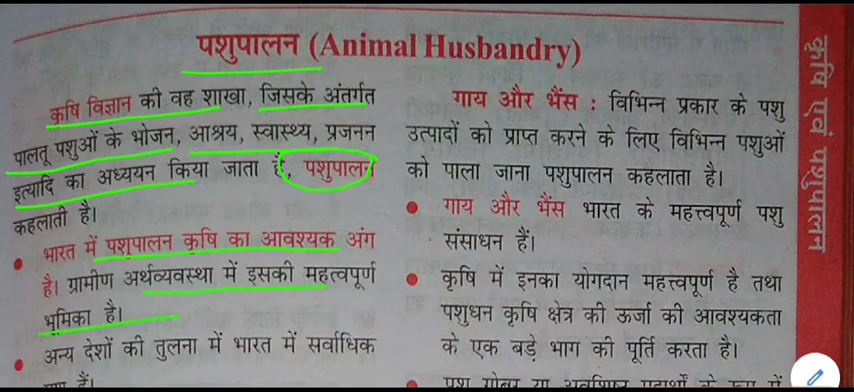 पशुपालन (Animal Husbandry)
कृषि विज्ञान की वह शाखा, जिसके अंतर्गत
पालतू पशुओं के भोजन, आश्रय, स्वास्थ्य, प्रजनन
इत्यादि का अध्ययन किया जाता है, पशुपालन
कहलाती है।
• भारत में पशुपालन कृषि का आवश्यक अंग
है। ग्रामीण अर्थव्यवस्था में इसकी महत्वपूर्ण
भूमिका है।
• अन्य देशों की तुलना में भारत में सर्वाधिक
हैं।
गाय और भैंस : विभिन्न प्रकार के पशु
उत्पादों को प्राप्त करने के लिए विभिन्न पशुओं
को पाला जाना पशुपालन कहलाता है।
• गाय और भैंस भारत के महत्त्वपूर्ण पशु
संसाधन हैं।
• कृषि में इनका योगदान महत्त्वपूर्ण है तथा
पशुधन कृषि क्षेत्र की ऊर्जा की आवश्यकता
के एक बड़े भाग की पूर्ति करता है।
• पशु गोबर या
कृषि एवं पशुपालन